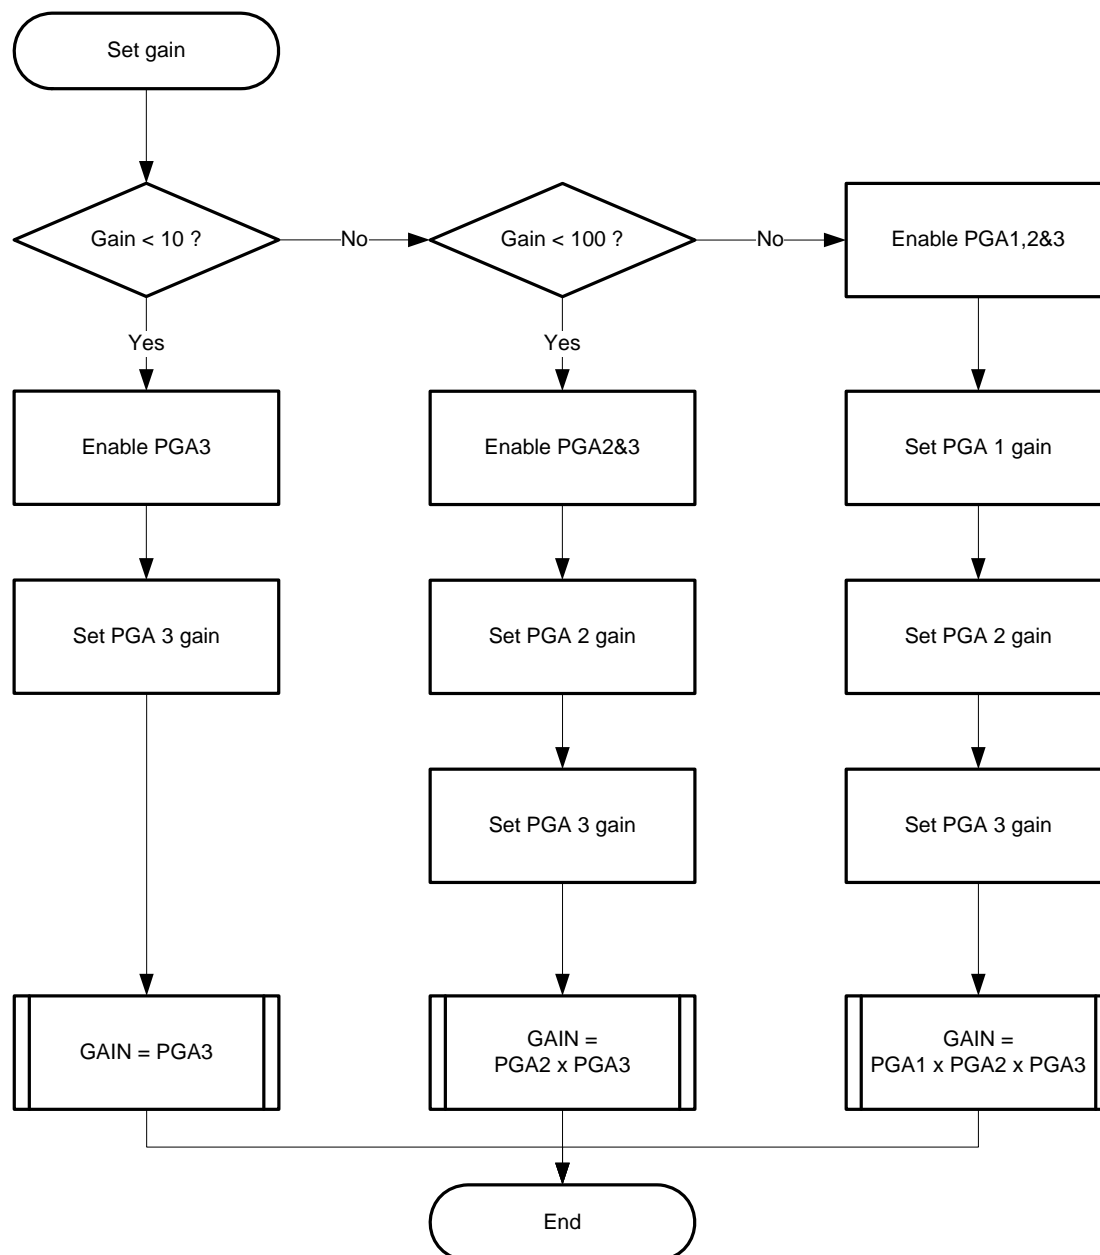 Set gain
Gain < 10 ?
No
Gain < 100 ?
No
Enable PGA1,2&3
Yes
Yes
Enable PGA3
Enable PGA2&3
Set PGA 1 gain
Set PGA 3 gain
Set PGA 2 gain
Set PGA 2 gain
Set PGA 3 gain
Set PGA 3 gain
GAIN = PGA3
GAIN =
PGA2 x PGA3
GAIN =
PGA1 x PGA2 x PGA3
End